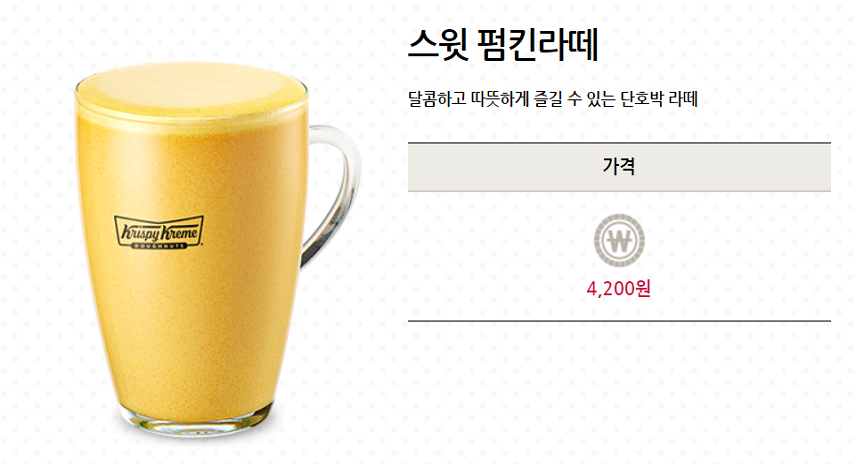 스윗 펌킨라떼
달콤하고 따뜻하게 즐길 수 있는 단호박 라떼
가격
₩
4,200원
Krispy Kreme
DOUGHNUTS